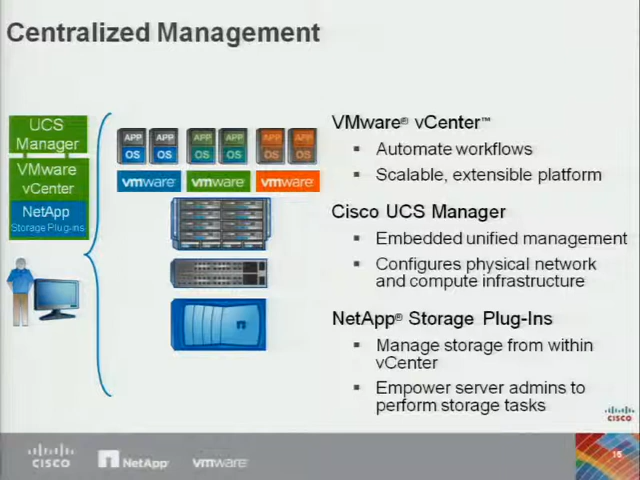 Centralized Management
UCS
Manager
VMware
vCenter
NetApp
Storage Plug-ins
APP APP APP APP APP APP
OS OS OS OS OS OS
vmware vmware vmware
VMware® vCenter™
▪ Automate workflows
▪ Scalable, extensible platform
Cisco UCS Manager
▪ Embedded unified management
▪ Configures physical network
and compute infrastructure
NetApp® Storage Plug-Ins
▪ Manage storage from within
vCenter
▪ Empower server admins to
perform storage tasks
CISCO
CISCO NetApp vmware
15